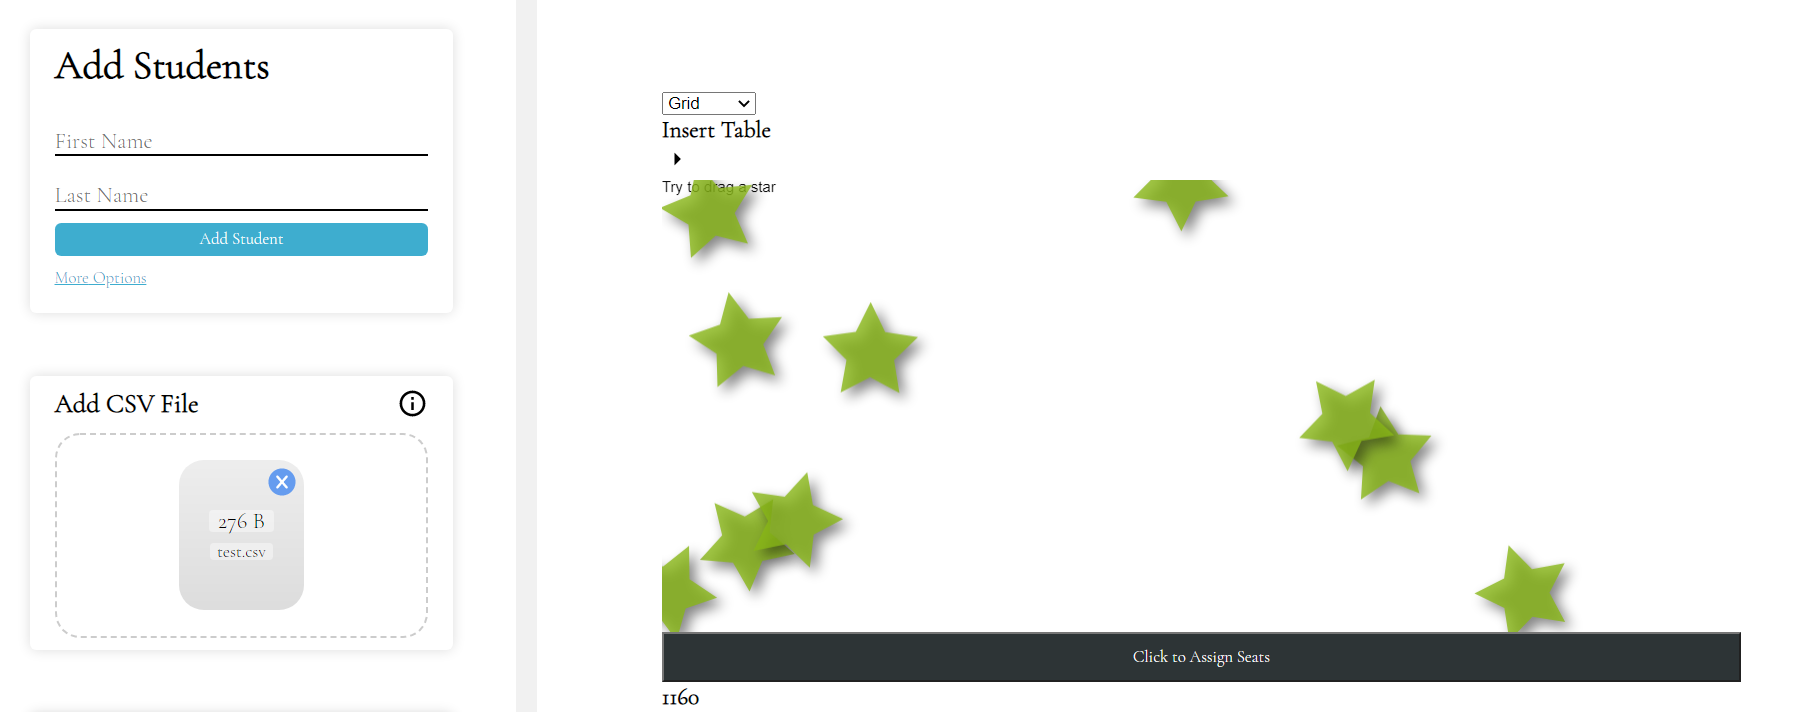 Add Students
First Name
Last Name
Add Student
More Options
Add CSV File
X
276 B
test.csv
Grid
Insert Table
Try to drag a star
Click to Assign Seats
1160